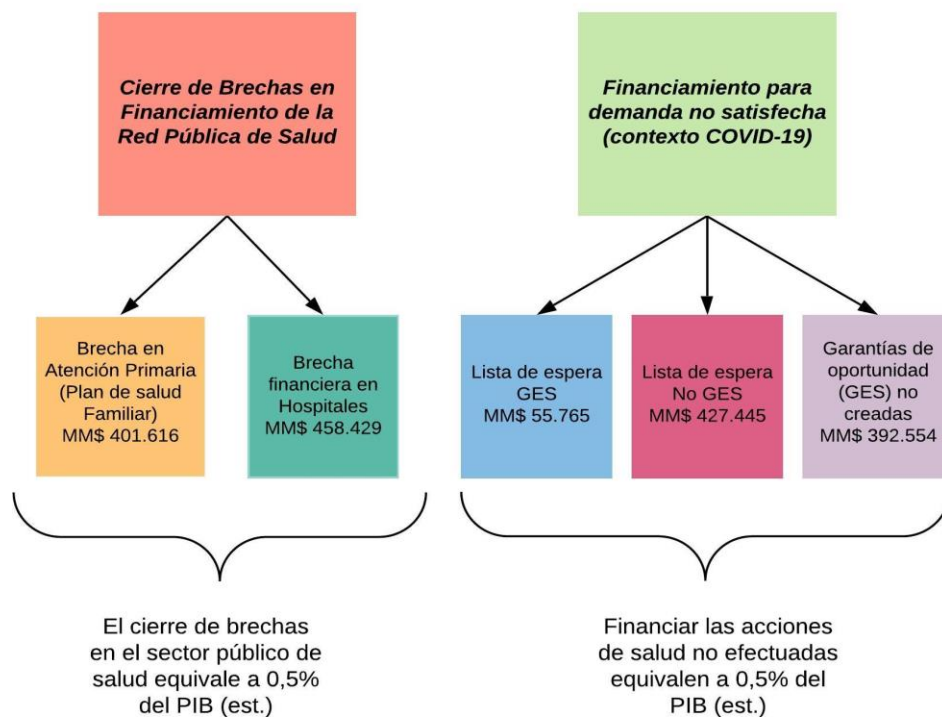 Cierre de Brechas en
Financiamiento de la
Red Pública de Salud
Financiamiento para
demanda no satisfecha
(contexto COVID-19)
Brecha en
Atención Primaria
(Plan de salud
Familiar)
MM$ 401.616
Brecha
financiera en
Hospitales
MM$ 458.429
Lista de espera
GES
MM$ 55.765
Lista de espera
No GES
MM$ 427.445
Garantías de
oportunidad
(GES) no
creadas
MM$ 392.554
El cierre de brechas
en el sector público de
salud equivale a 0,5%
del PIB (est.)
Financiar las acciones
de salud no efectuadas
equivalen a 0,5% del
PIB (est.)